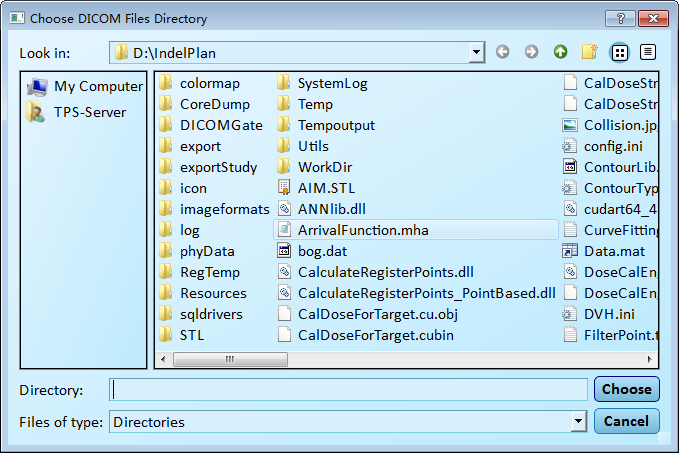 Choose DICOM Files Directory
Look in:
D:\IndelPlan
My Computer
TPS-Server
colormap
CoreDump
DICOMGate
export
exportStudy
icon
imageformats
log
phyData
RegTemp
Resources
sqldrivers
STL
SystemLog
Temp
Tempoutput
Utils
WorkDir
AIM.STL
ANNlib.dll
ArrivalFunction.mha
bog.dat
CalculateRegisterPoints.dll
CalculateRegisterPoints_PointBased.dll
CalDoseForTarget.cu.obj
CalDoseForTarget.cubin
CalDoseStr
CalDoseStr
Collision.jp
config.ini
ContourLib.
ContourTyp
cudart64_4
CurveFitting
Data.mat
DoseCalEng
DoseCalEng
DVH.ini
FilterPoint.t
Directory:
Choose
Files of type:
Directories
Cancel